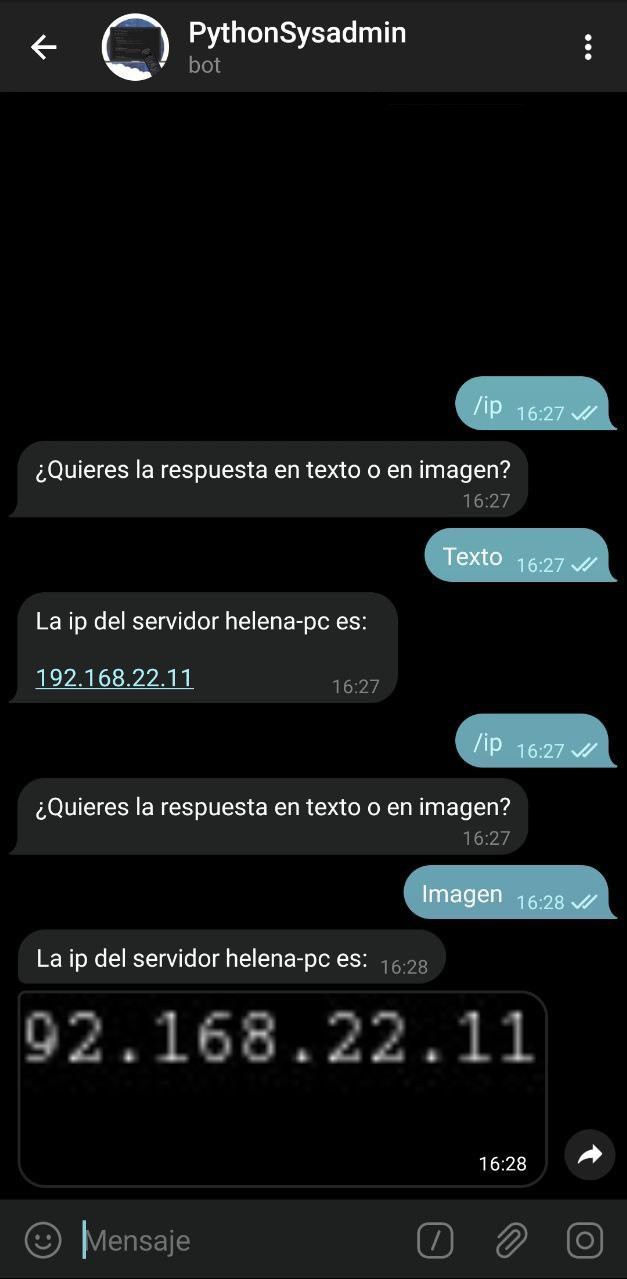 PythonSysadmin
bot
/ip 16:27
¿Quieres la respuesta en texto o en imagen?
16:27
Texto 16:27
La ip del servidor helena-pc es:
192.168.22.11 16:27
/ip 16:27
¿Quieres la respuesta en texto o en imagen?
16:27
Imagen 16:28
La ip del servidor helena-pc es: 16:28
92.168.22.11
16:28
Mensaje